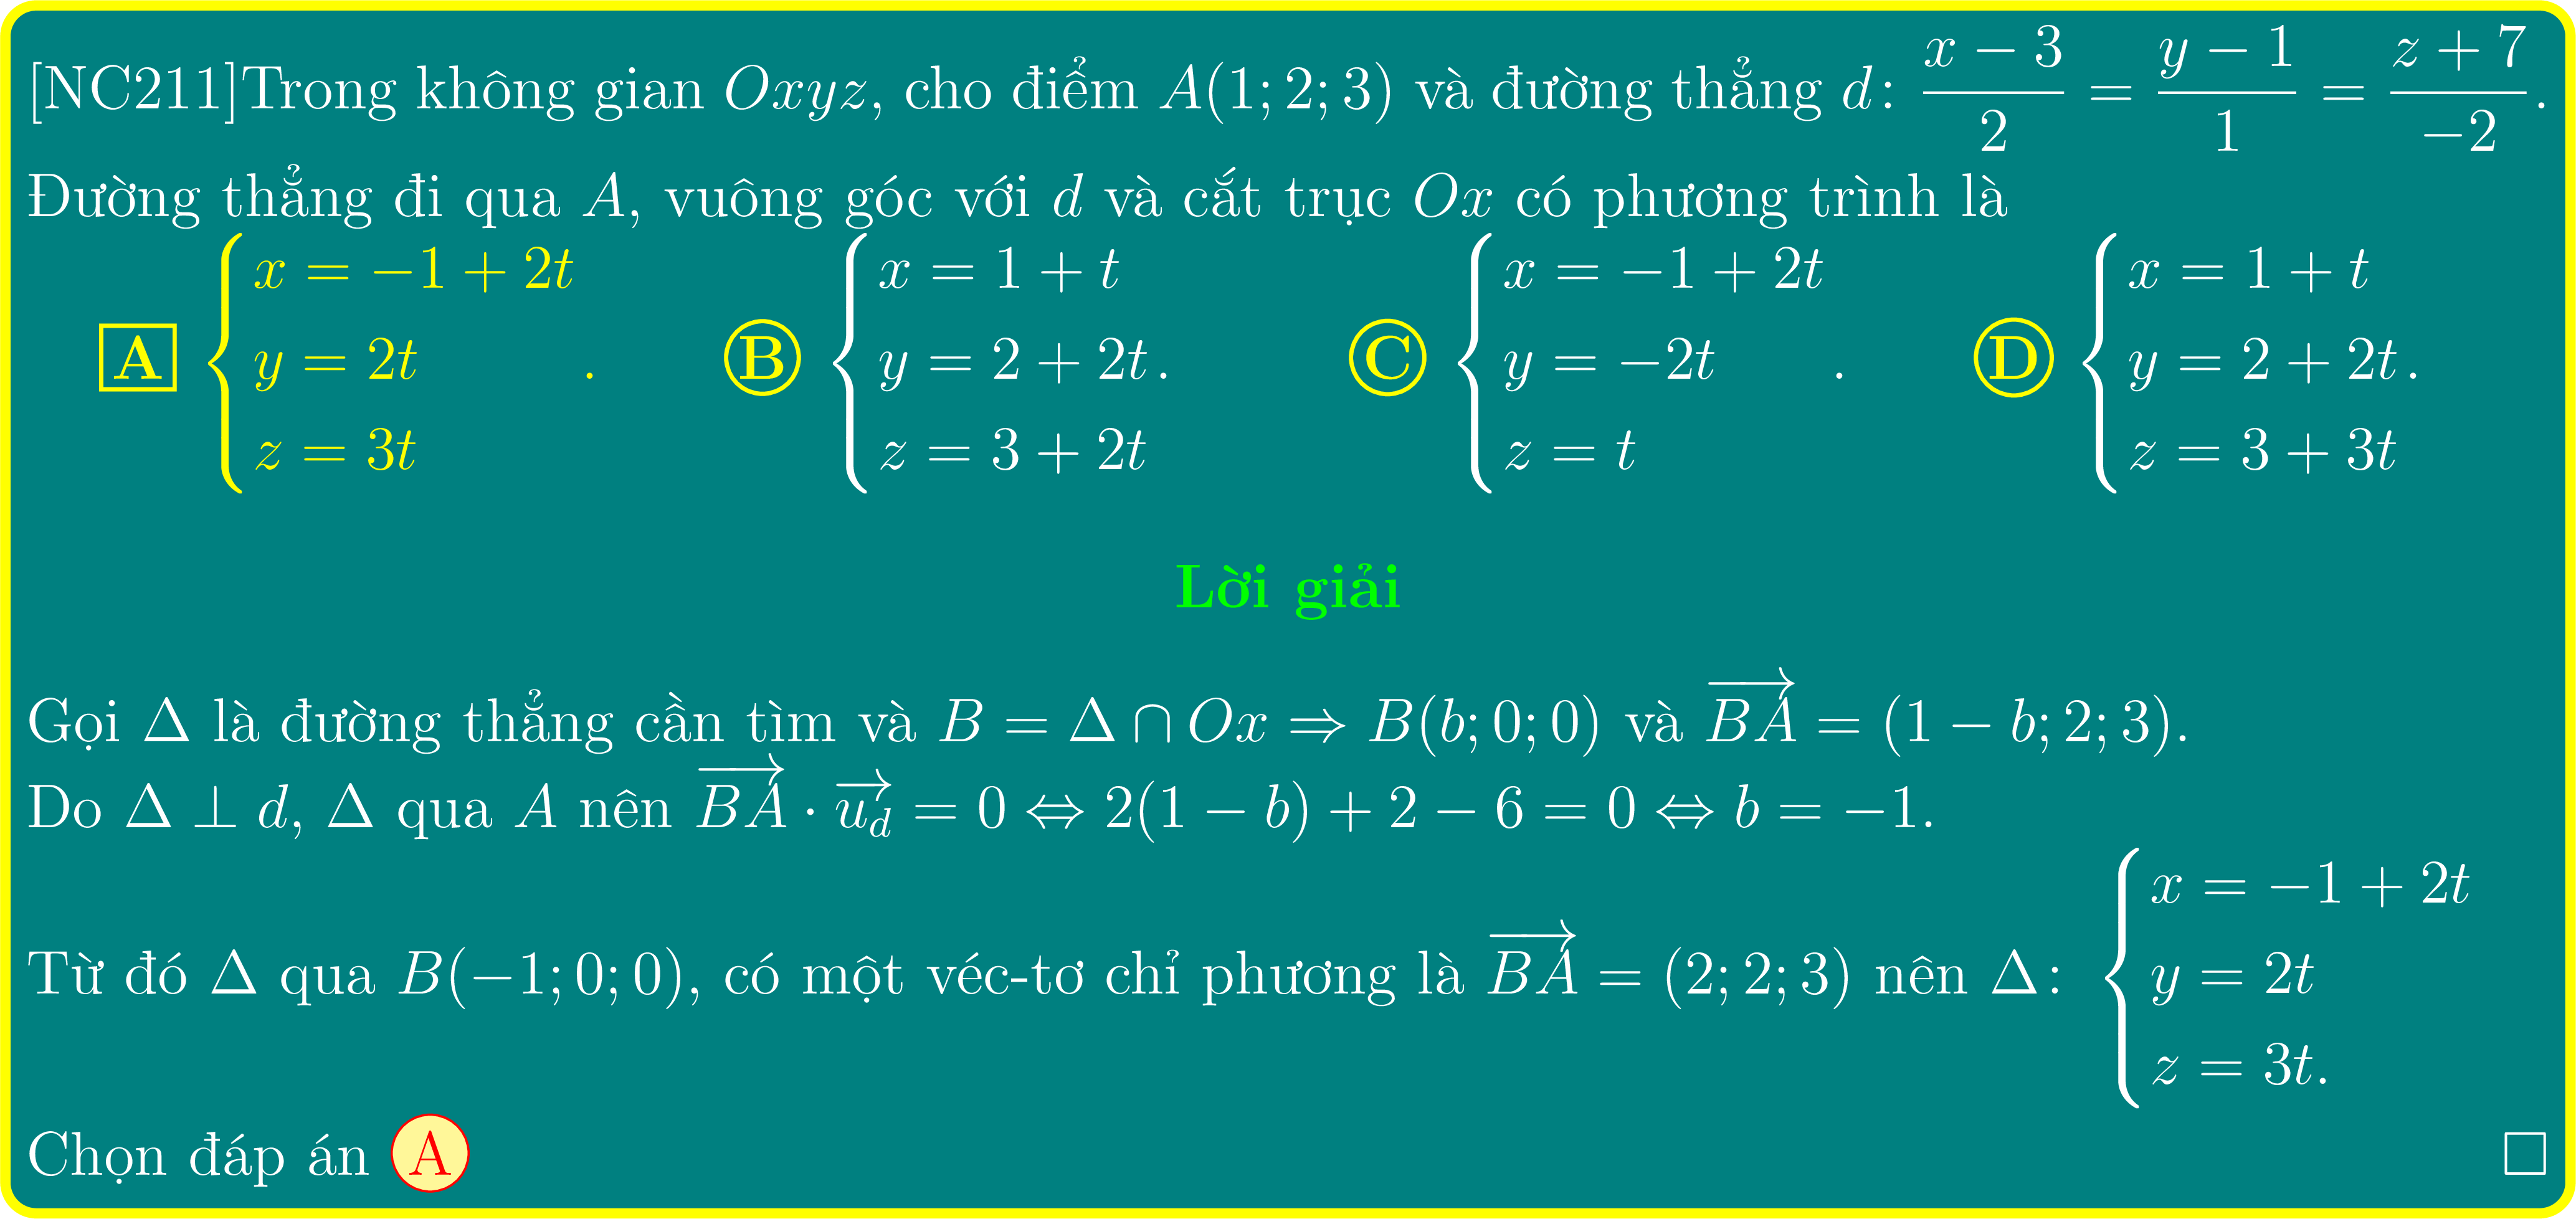 [NC211]Trong không gian $Oxyz$, cho điểm $A(1; 2; 3)$ và đường thẳng $d\colon \dfrac{x-3}{2} = \dfrac{y-1}{1} = \dfrac{z+7}{-2}$.
Đường thẳng đi qua $A$, vuông góc với $d$ và cắt trục $Ox$ có phương trình là
A $\begin{cases} x = -1 + 2t \\ y = 2t \\ z = 3t \end{cases}$. B $\begin{cases} x = 1 + t \\ y = 2 + 2t \\ z = 3 + 2t \end{cases}$. C $\begin{cases} x = -1 + 2t \\ y = -2t \\ z = t \end{cases}$. D $\begin{cases} x = 1 + t \\ y = 2 + 2t \\ z = 3 + 3t \end{cases}$.
Lời giải
Gọi $\Delta$ là đường thẳng cần tìm và $B = \Delta \cap Ox \Rightarrow B(b; 0; 0)$ và $\overrightarrow{BA} = (1 - b; 2; 3)$.
Do $\Delta \perp d$, $\Delta$ qua $A$ nên $\overrightarrow{BA} \cdot \overrightarrow{u_d} = 0 \Leftrightarrow 2(1 - b) + 2 - 6 = 0 \Leftrightarrow b = -1$.
Từ đó $\Delta$ qua $B(-1; 0; 0)$, có một véc-tơ chỉ phương là $\overrightarrow{BA} = (2; 2; 3)$ nên $\Delta\colon \begin{cases} x = -1 + 2t \\ y = 2t \\ z = 3t. \end{cases}$
Chọn đáp án A □